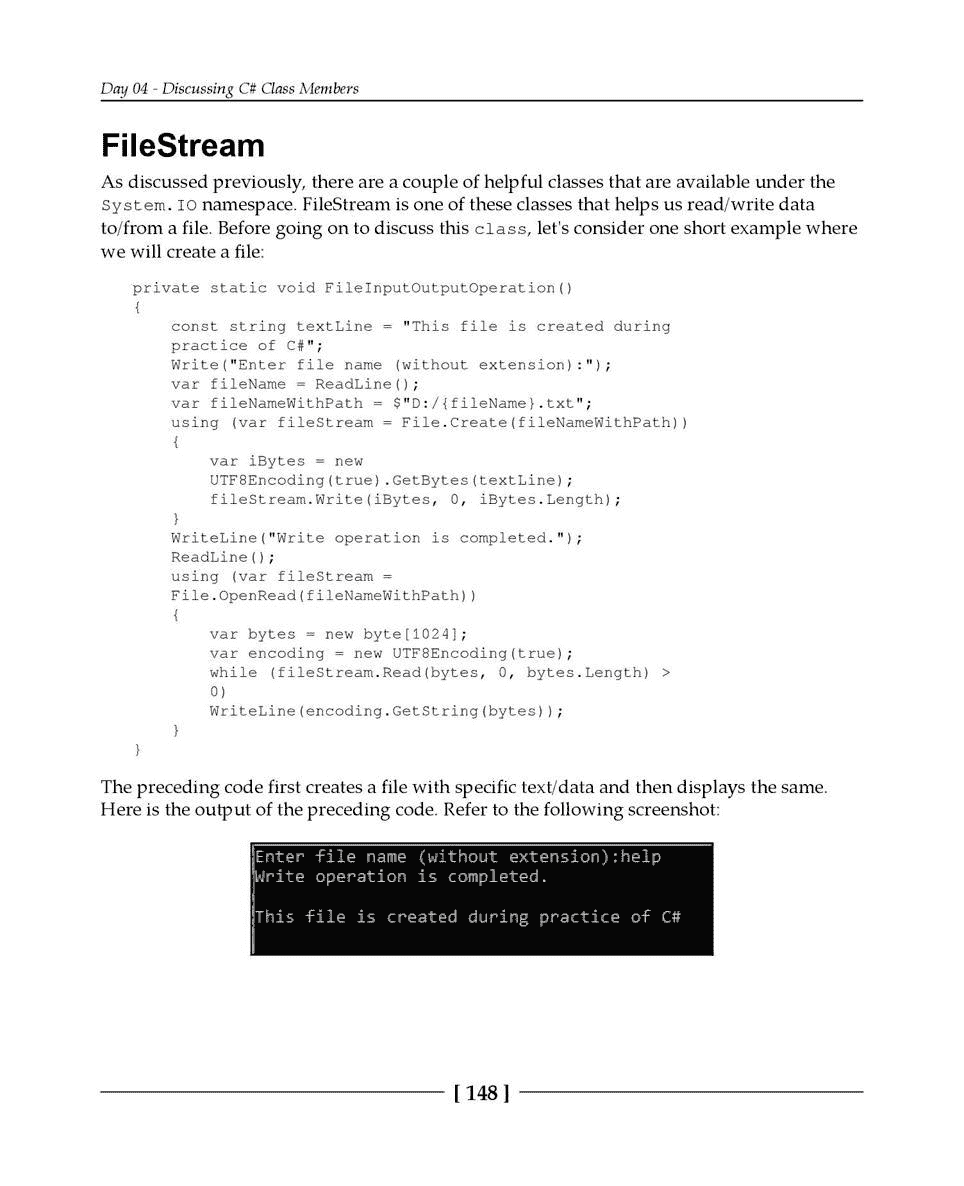 Day 04 - Discussing C# Class Members
FileStream
As discussed previously, there are a couple of helpful classes that are available under the
System.IO namespace. FileStream is one of these classes that helps us read/write data
to/from a file. Before going on to discuss this class, let's consider one short example where
we will create a file:
private static void FileInputOutputOperation()
{
const string textLine = "This file is created during
practice of C#";
Write("Enter file name (without extension):");
var fileName = ReadLine();
var fileNameWithPath = $"D:/{fileName}.txt";
using (var fileStream = File.Create(fileNameWithPath))
{
var iBytes = new
UTF8Encoding(true).GetBytes(textLine);
fileStream.Write(iBytes, 0, iBytes.Length);
}
WriteLine("Write operation is completed.");
ReadLine();
using (var fileStream =
File.OpenRead(fileNameWithPath))
{
var bytes = new byte[1024];
var encoding = new UTF8Encoding(true);
while (fileStream.Read(bytes, 0, bytes.Length) >
0)
WriteLine(encoding.GetString(bytes));
}
}
The preceding code first creates a file with specific text/data and then displays the same.
Here is the output of the preceding code. Refer to the following screenshot:
Enter file name (without extension):help
Write operation is completed.
This file is created during practice of C#
[ 148 ]